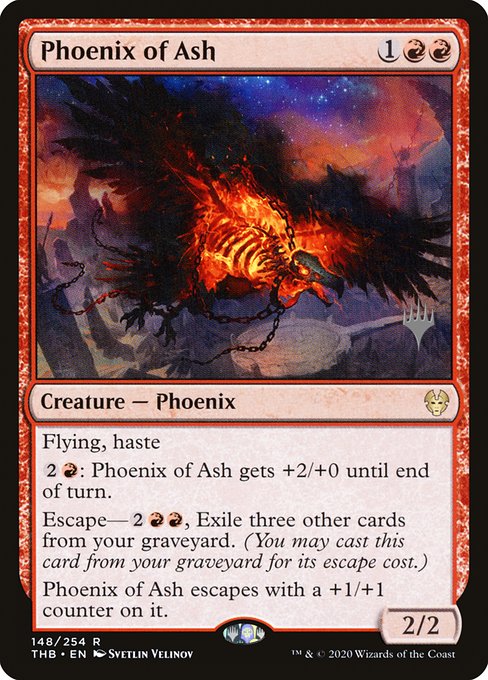 Phoenix of Ash 1
Creature — Phoenix
Flying, haste
2: Phoenix of Ash gets +2/+0 until end
of turn.
Escape—2, Exile three other cards
from your graveyard. (You may cast this
card from your graveyard for its escape cost.)
Phoenix of Ash escapes with a +1/+1
counter on it.
2/2
148/254 R
THB • EN Svetlin Velinov
™ & © 2020 Wizards of the Coast